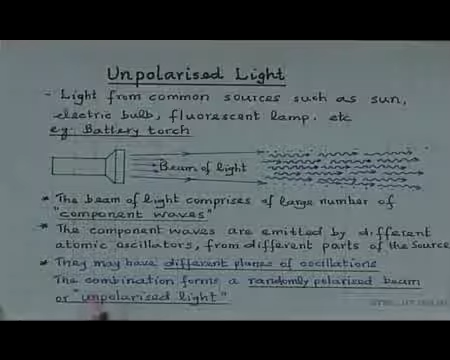 Unpolarised Light
- Light from common sources such as sun,
electric bulb, fluorescent lamp. etc
eg: Battery torch
Beam of light
* The beam of light comprises of large number of
"component waves"
* The component waves are emitted by different
atomic oscillators, from different parts of the source
* They may have different planes of oscillations
The combination forms a randomly polarised beam
or "unpolarised light"